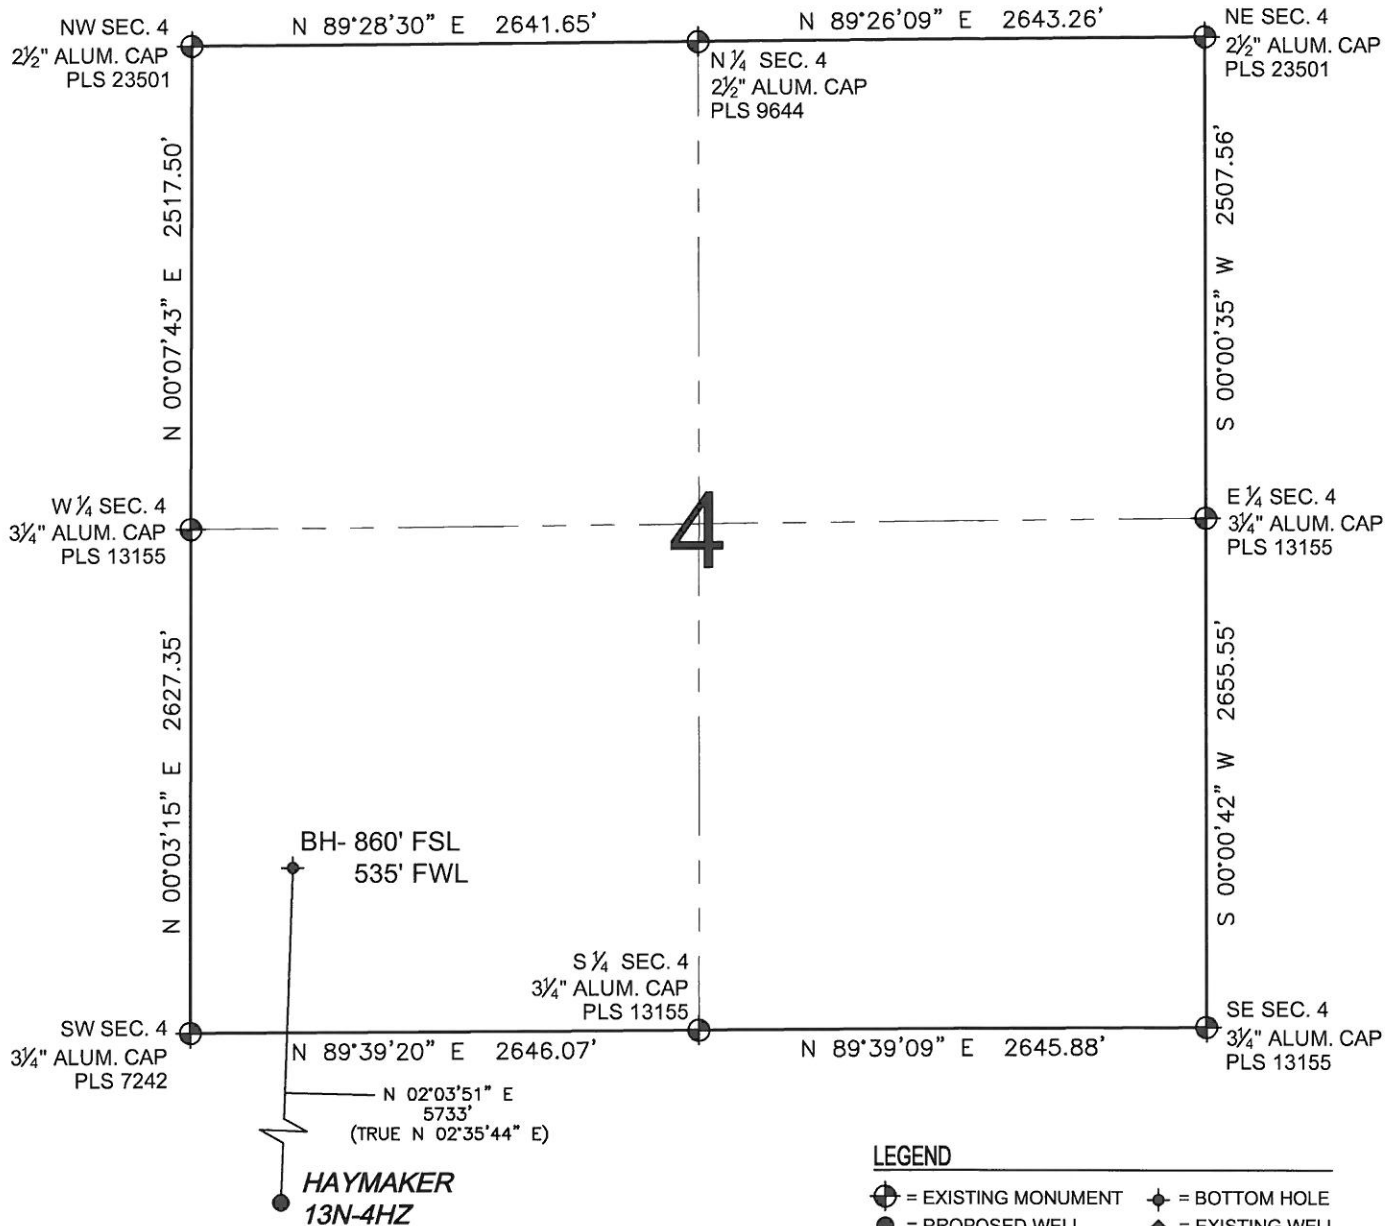 N 89°28'30" E 2641.65'
N 89°26'09" E 2643.26'
NW SEC. 4
2½" ALUM. CAP
PLS 23501
N ¼ SEC. 4
2½" ALUM. CAP
PLS 9644
NE SEC. 4
2½" ALUM. CAP
PLS 23501
N 00°07'43" E 2517.50'
S 00°00'35" W 2507.56'
W ¼ SEC. 4
3¼" ALUM. CAP
PLS 13155
4
E ¼ SEC. 4
3¼" ALUM. CAP
PLS 13155
N 00°03'15" E 2627.35'
S 00°00'42" W 2655.55'
BH- 860' FSL
535' FWL
S ¼ SEC. 4
3¼" ALUM. CAP
PLS 13155
SW SEC. 4
3¼" ALUM. CAP
PLS 7242
N 89°39'20" E 2646.07'
N 89°39'09" E 2645.88'
SE SEC. 4
3¼" ALUM. CAP
PLS 13155
N 02°03'51" E
5733'
(TRUE N 02°35'44" E)
HAYMAKER
13N-4HZ
LEGEND
= EXISTING MONUMENT = BOTTOM HOLE
= PROPOSED WELL = EXISTING WELL